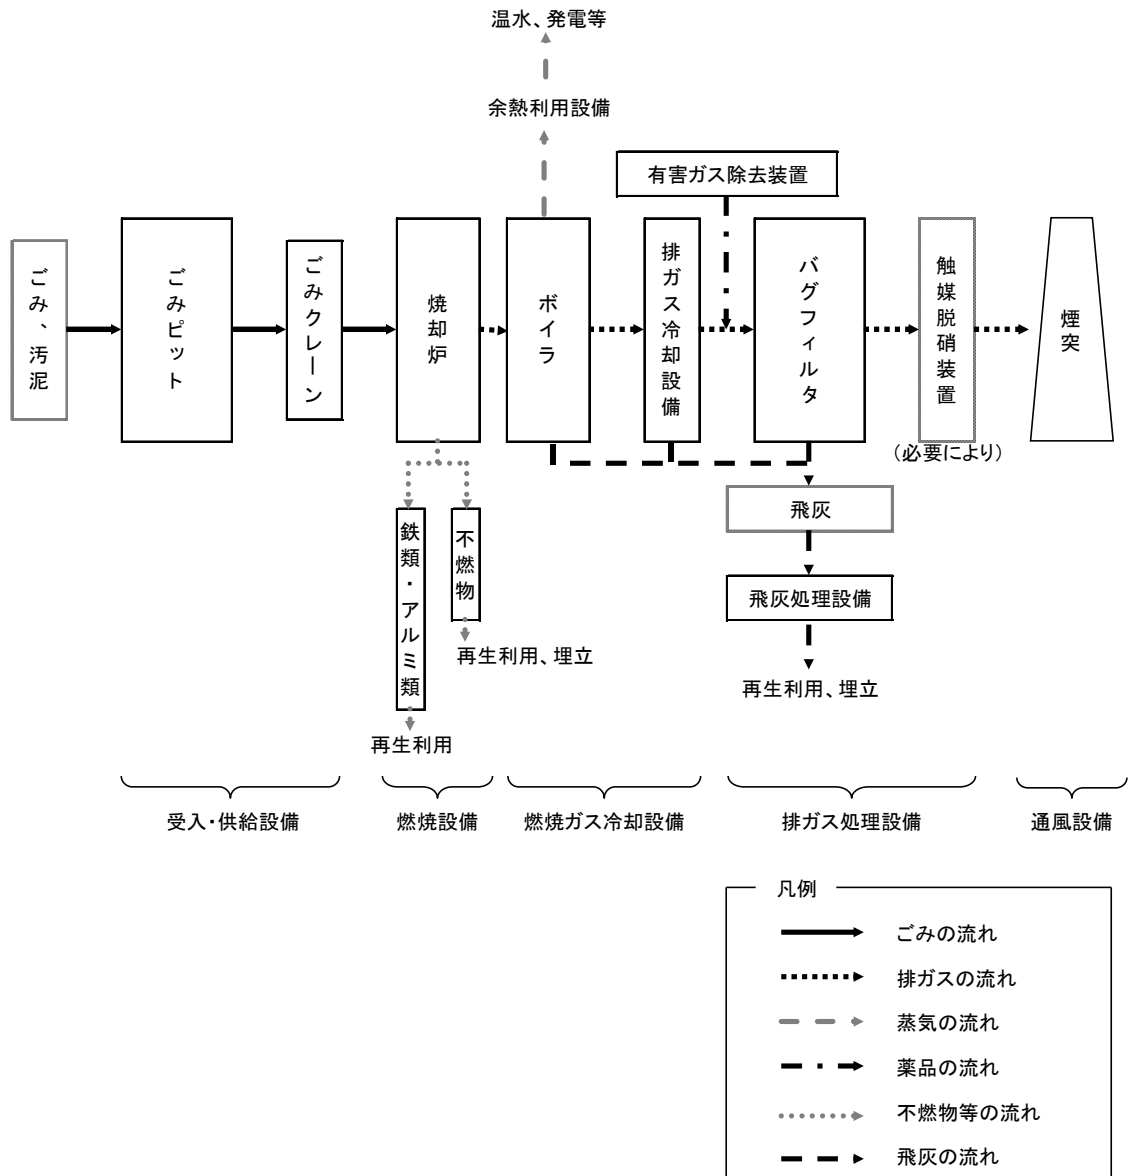 温水、発電等
余熱利用設備
有害ガス除去装置
ごみ、汚泥
ごみピット
ごみクレーン
焼却炉
ボイラ
排ガス冷却設備
バグフィルタ
触媒脱硝装置
煙突
(必要により)
鉄類・アルミ類
不燃物
飛灰
飛灰処理設備
再生利用、埋立
再生利用、埋立
再生利用
受入・供給設備
燃焼設備
燃焼ガス冷却設備
排ガス処理設備
通風設備
凡例
ごみの流れ
排ガスの流れ
蒸気の流れ
薬品の流れ
不燃物等の流れ
飛灰の流れ